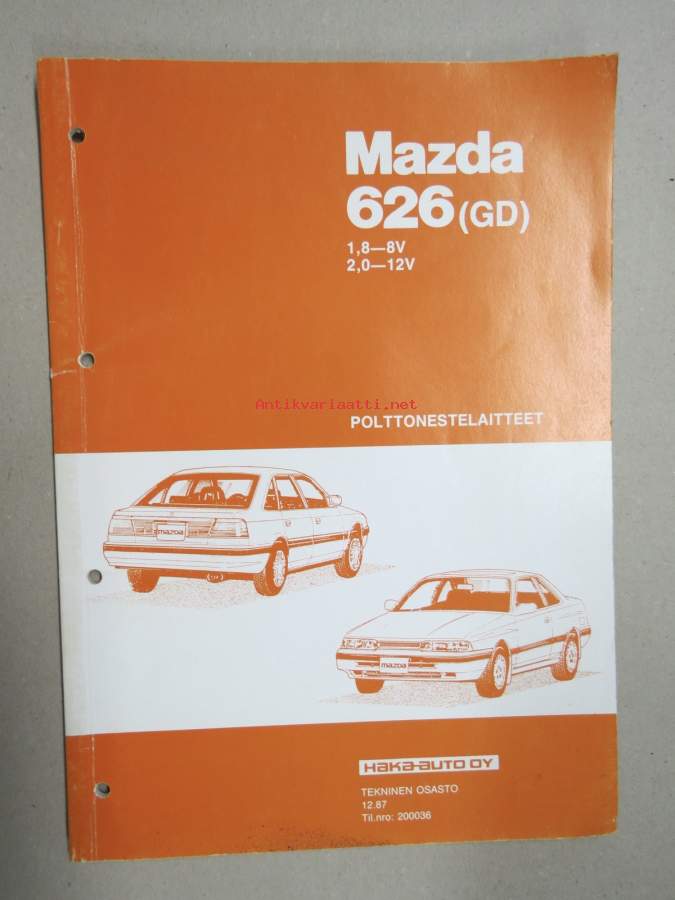 Mazda
626 (GD)
1,8—8V
2,0—12V
Antikvariaatti.net
POLTTONESTELAITTEET
mazda
mazda
HAKA-AUTO OY
TEKNINEN OSASTO
12.87
Til.nro: 200036